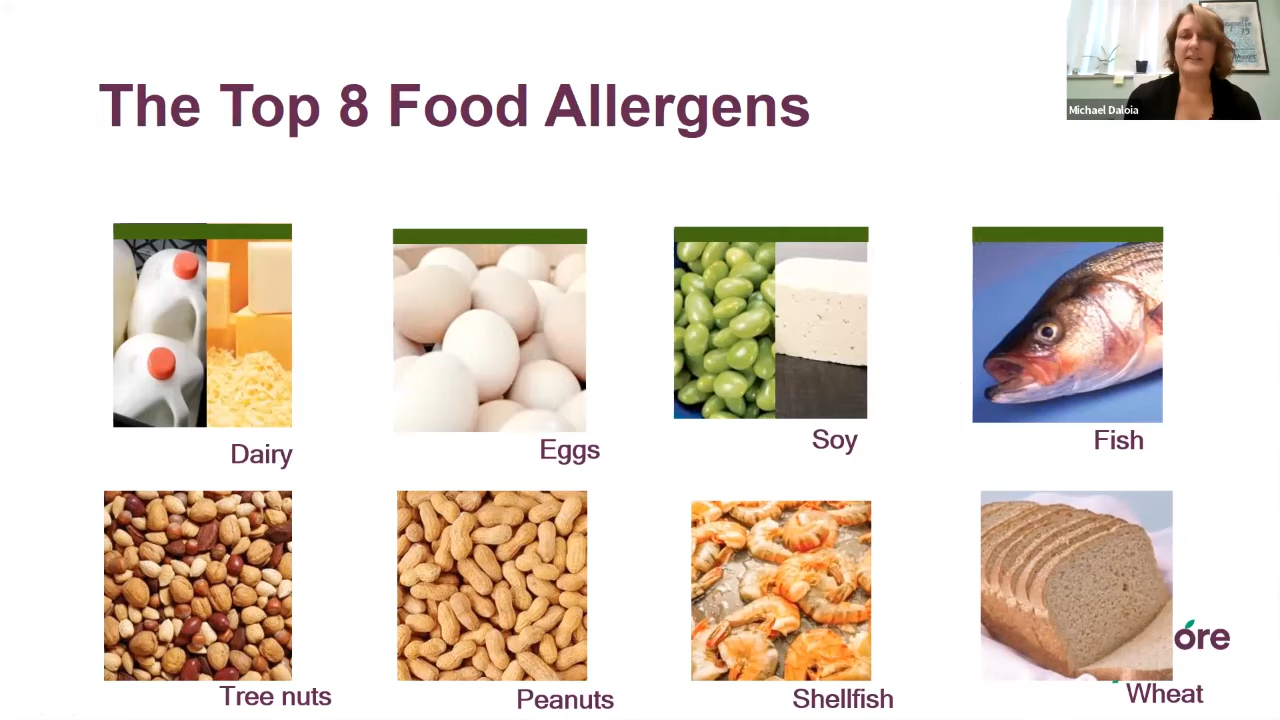 The Top 8 Food Allergens
Michael Daloia
Dairy
Eggs
Soy
Fish
Tree nuts
Peanuts
Shellfish
Wheat
ore